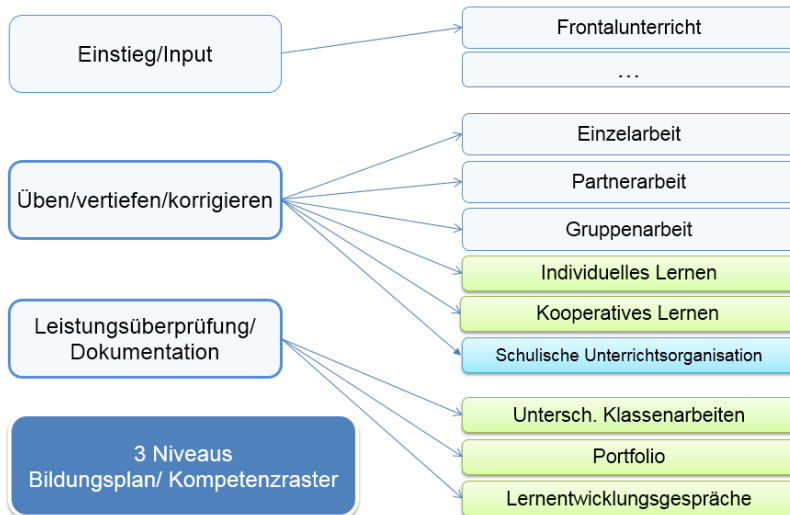 Einstieg/Input
Frontalunterricht
…
Üben/vertiefen/korrigieren
Einzelarbeit
Partnerarbeit
Gruppenarbeit
Individuelles Lernen
Kooperatives Lernen
Schulische Unterrichtsorganisation
Leistungsüberprüfung/
Dokumentation
Untersch. Klassenarbeiten
Portfolio
Lernentwicklungsgespräche
3 Niveaus
Bildungsplan/ Kompetenzraster